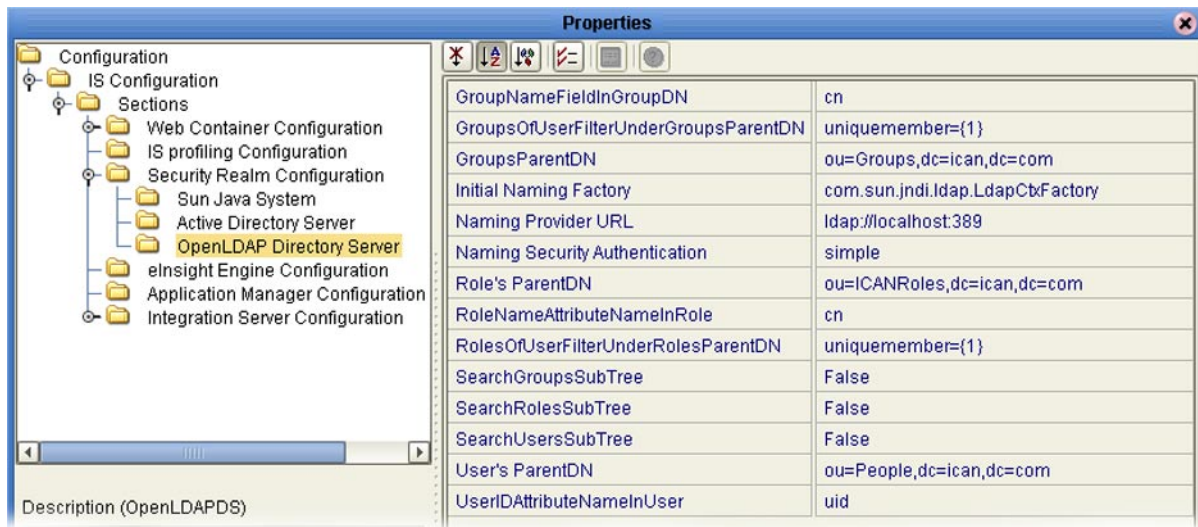 Properties
Configuration
IS Configuration
Sections
Web Container Configuration
IS profiling Configuration
Security Realm Configuration
Sun Java System
Active Directory Server
OpenLDAP Directory Server
eInsight Engine Configuration
Application Manager Configuration
Integration Server Configuration
Description (OpenLDAPDS)
GroupNameFieldInGroupDN cn
GroupsOfUserFilterUnderGroupsParentDN uniquemember={1}
GroupsParentDN ou=Groups,dc=ican,dc=com
Initial Naming Factory com.sun.jndi.ldap.LdapCtxFactory
Naming Provider URL ldap://localhost:389
Naming Security Authentication simple
Role's ParentDN ou=ICANRoles,dc=ican,dc=com
RoleNameAttributeNameInRole cn
RolesOfUserFilterUnderRolesParentDN uniquemember={1}
SearchGroupsSubTree False
SearchRolesSubTree False
SearchUsersSubTree False
User's ParentDN ou=People,dc=ican,dc=com
UserIDAttributeNameInUser uid